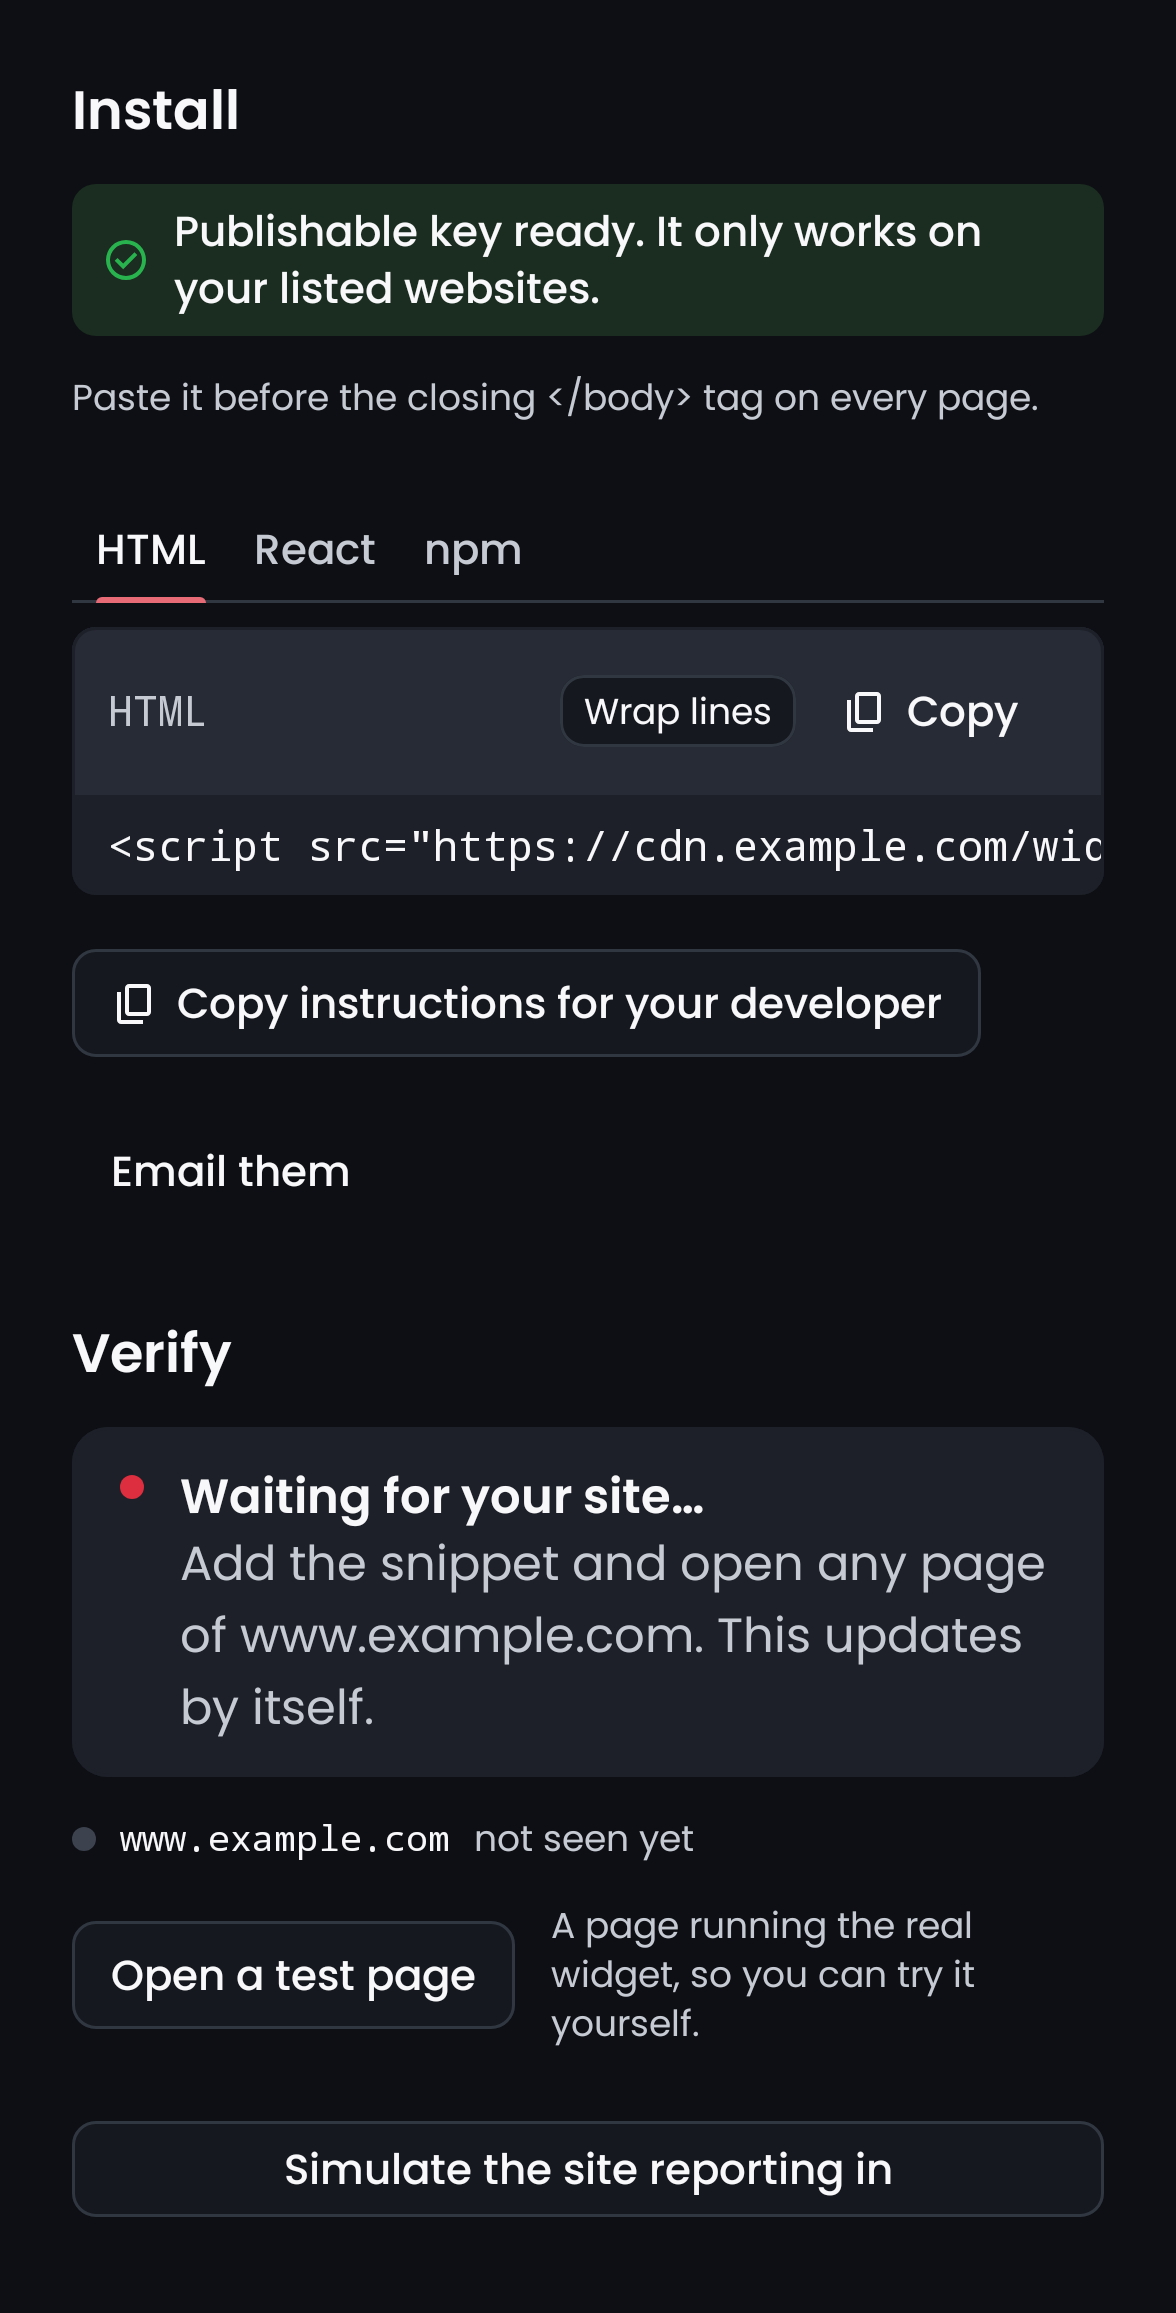 Install
Publishable key ready. It only works on
your listed websites.
Paste it before the closing </body> tag on every page.
HTML React npm
HTML Wrap lines Copy
<script src="https://cdn.example.com/wid
Copy instructions for your developer
Email them
Verify
Waiting for your site…
Add the snippet and open any page
of www.example.com. This updates
by itself.
www.example.com not seen yet
Open a test page
A page running the real
widget, so you can try it
yourself.
Simulate the site reporting in